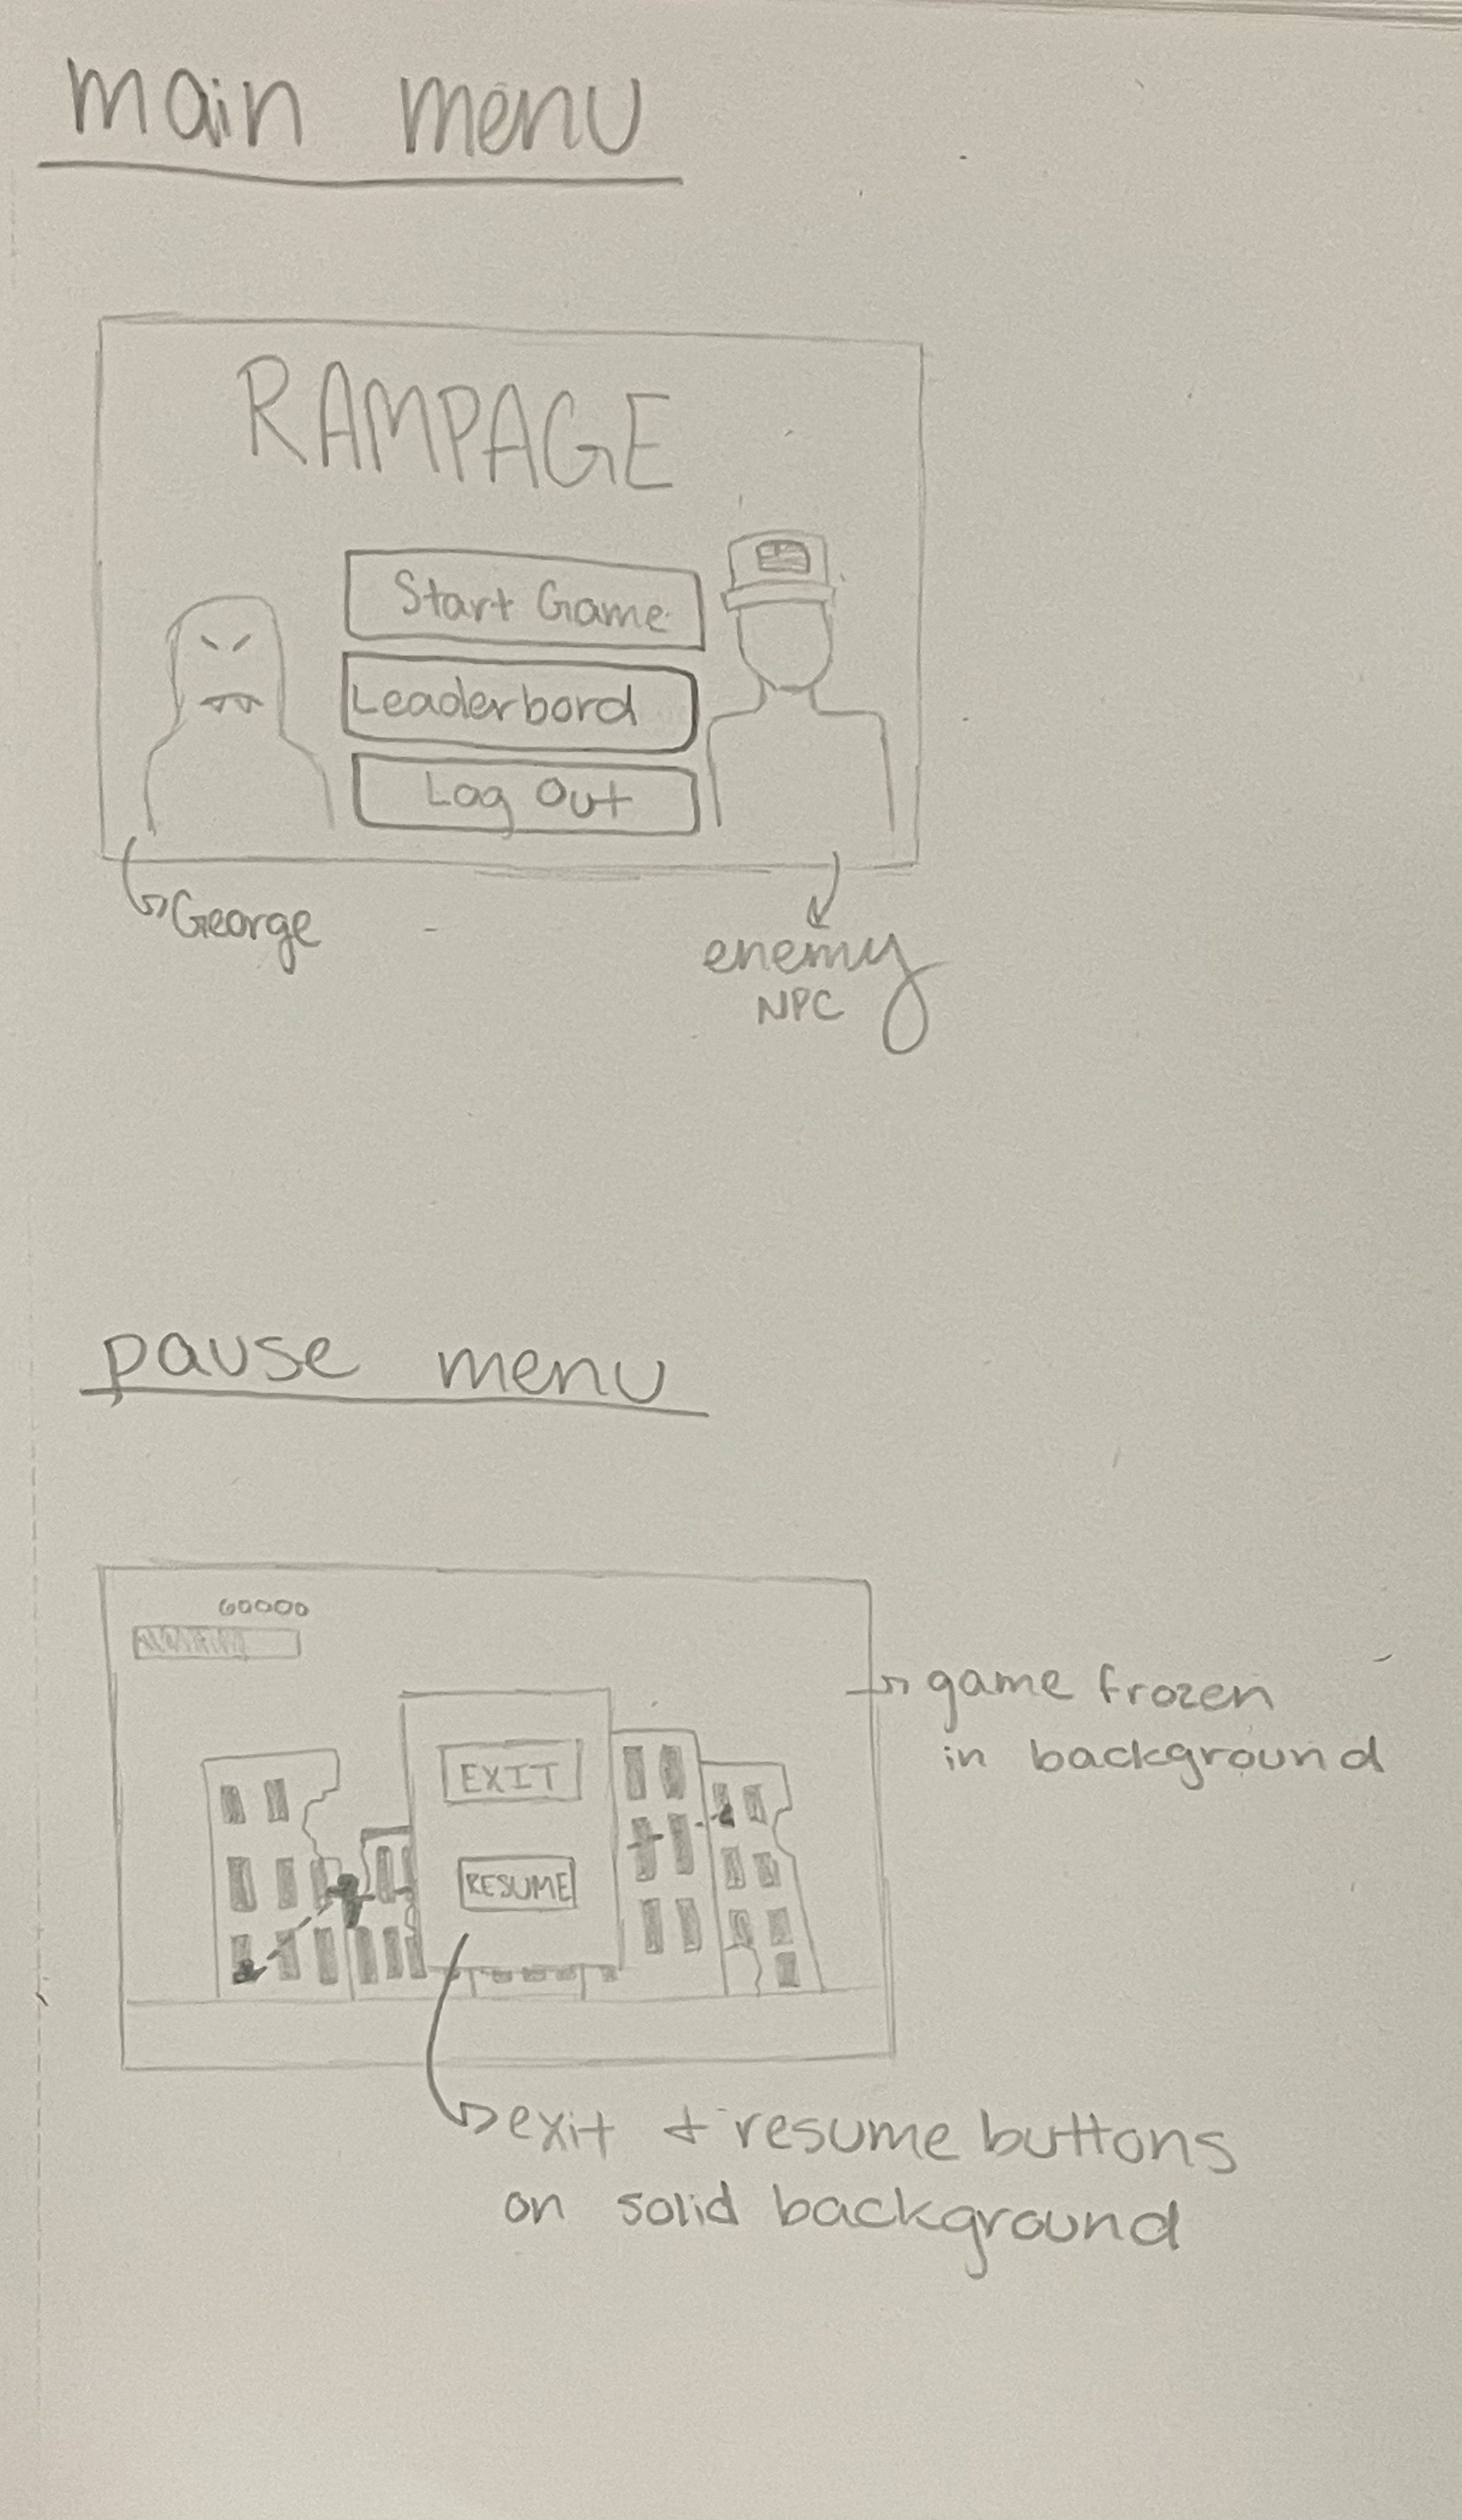 main menu
RAMPAGE
Start Game
Leaderbord
Log Out
George
enemy
NPC
pause menu
60000
EXIT
RESUME
game frozen
in background
exit + resume buttons
on solid background